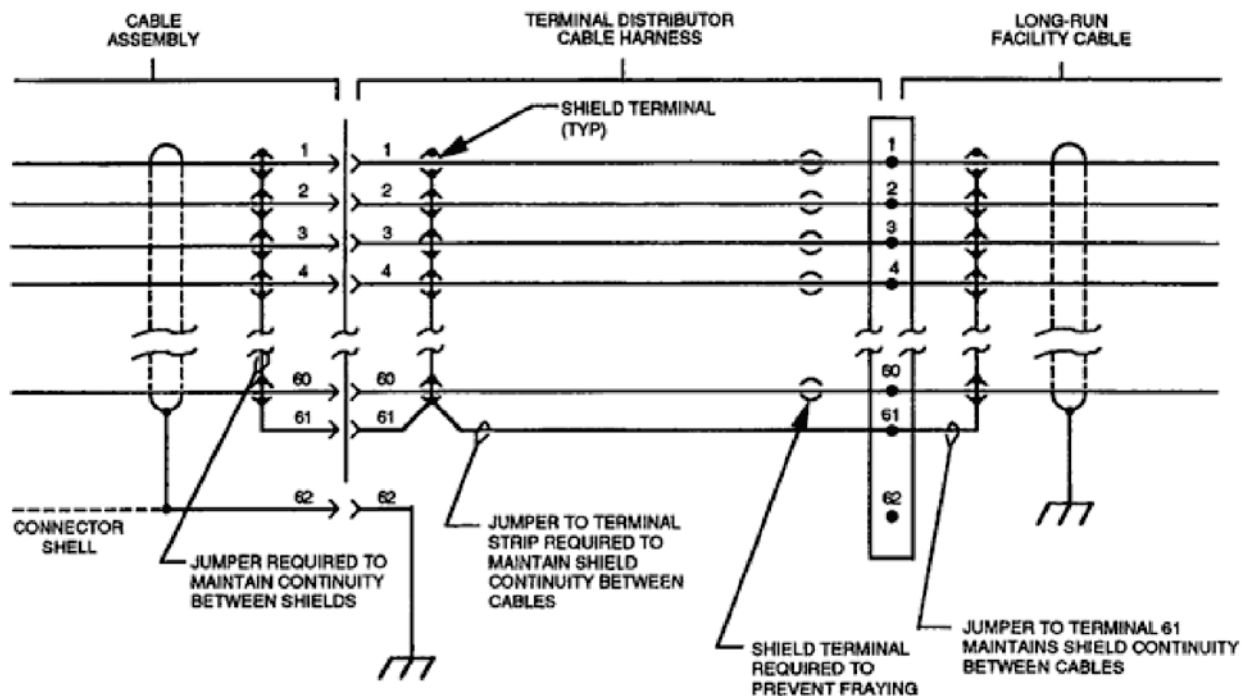 CABLE
ASSEMBLY
TERMINAL DISTRIBUTOR
CABLE HARNESS
LONG-RUN
FACILITY CABLE
SHIELD TERMINAL
(TYP)
1 1 1
2 2 2
3 3 3
4 4 4
60 60 60
61 61 61
62 62 62
CONNECTOR
SHELL
JUMPER REQUIRED TO
MAINTAIN CONTINUITY
BETWEEN SHIELDS
JUMPER TO TERMINAL
STRIP REQUIRED TO
MAINTAIN SHIELD
CONTINUITY BETWEEN
CABLES
SHIELD TERMINAL
REQUIRED TO
PREVENT FRAYING
JUMPER TO TERMINAL 61
MAINTAINS SHIELD CONTINUITY
BETWEEN CABLES